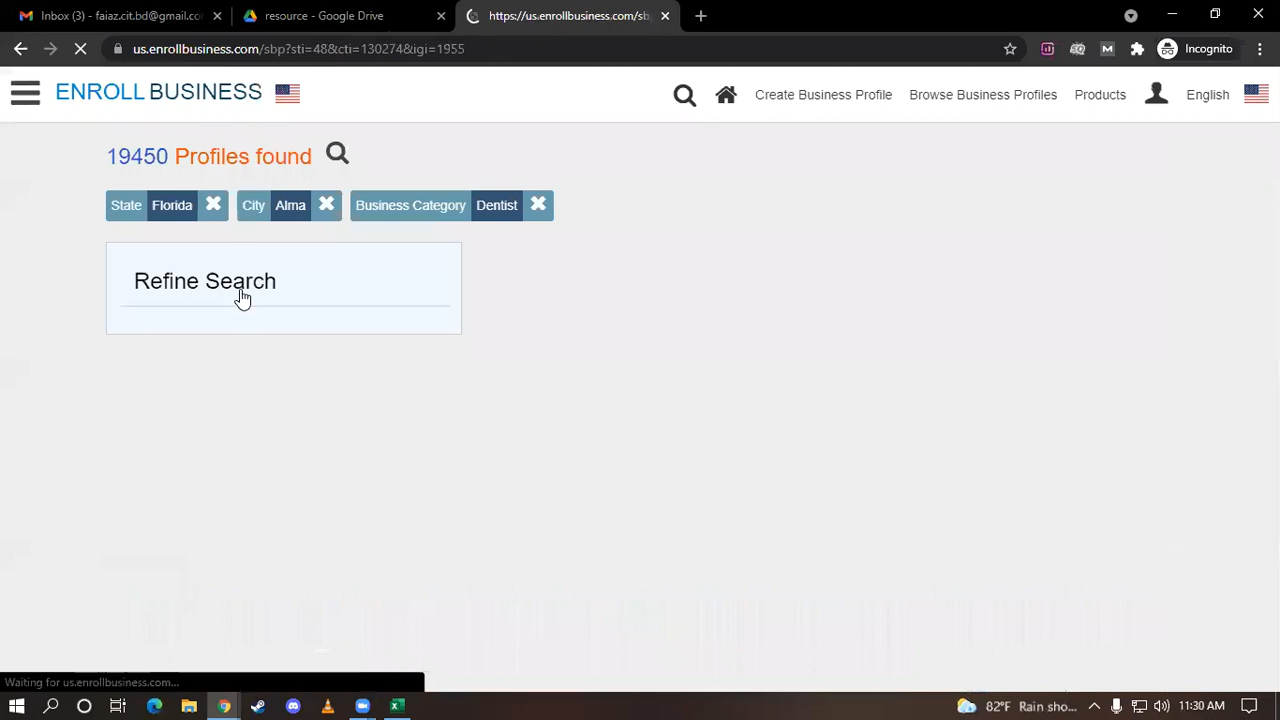 Inbox (3) - faiaz.cit.bd@gmail.co
resource - Google Drive
https://us.enrollbusiness.com/sb
us.enrollbusiness.com/sbp?sti=48&cti=130274&igi=1955
Incognito
ENROLL BUSINESS
Create Business Profile
Browse Business Profiles
Products
English
19450 Profiles found
State Florida
City Alma
Business Category Dentist
Refine Search
Waiting for us.enrollbusiness.com...
82°F Rain sho...
11:30 AM